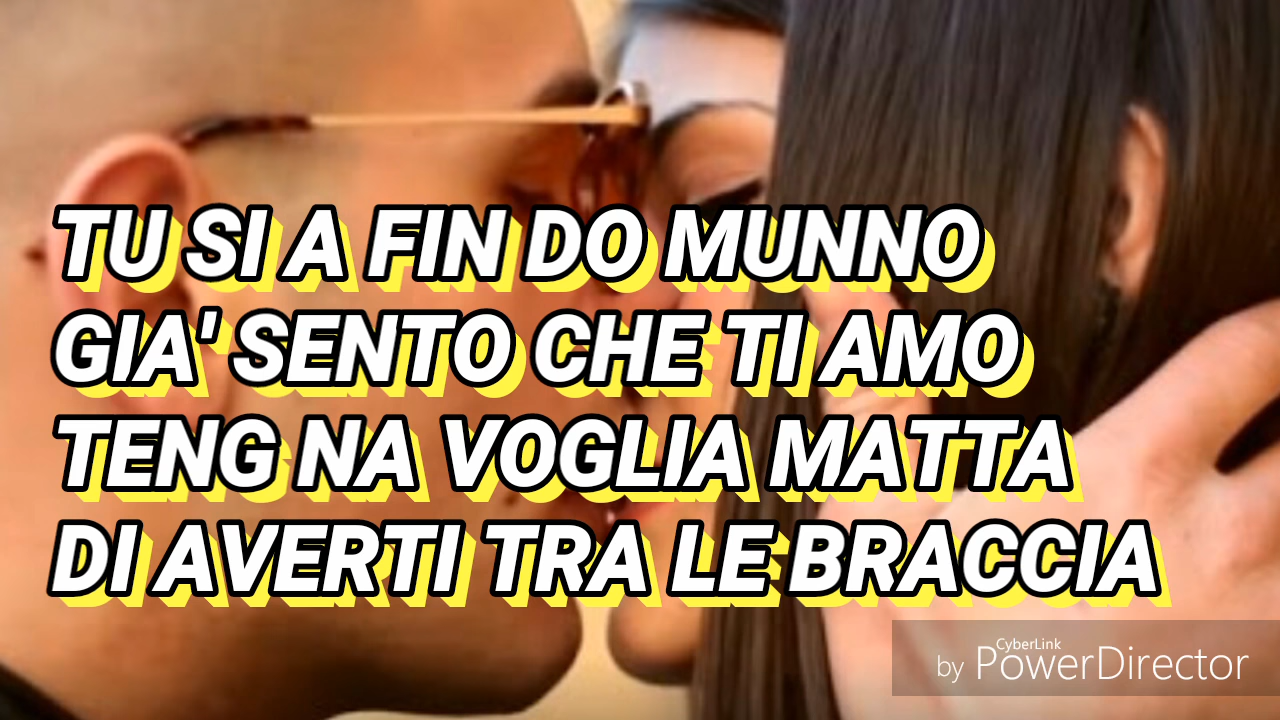 TU SI A FIN DO MUNNO
GIA' SENTO CHE TI AMO
TENG NA VOGLIA MATTA
DI AVERTI TRA LE BRACCIA
by CyberLink PowerDirector